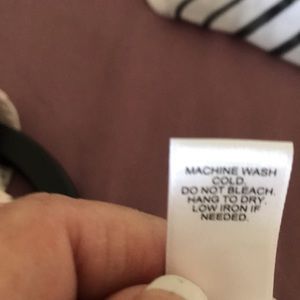 MACHINE WASH
COLD.
DO NOT BLEACH.
HANG TO DRY.
LOW IRON IF
NEEDED.